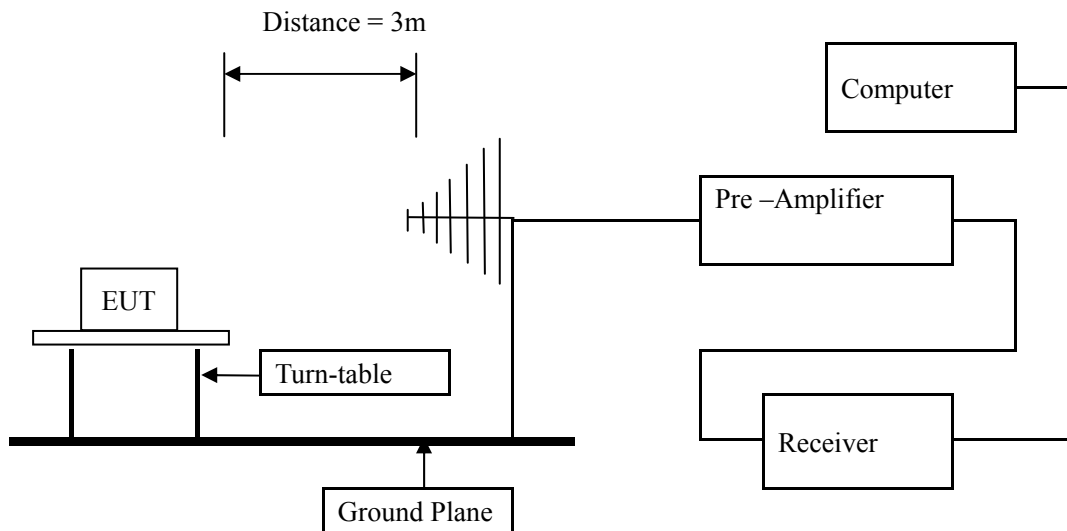 Distance = 3m
Computer
Pre –Amplifier
EUT
Turn-table
Receiver
Ground Plane